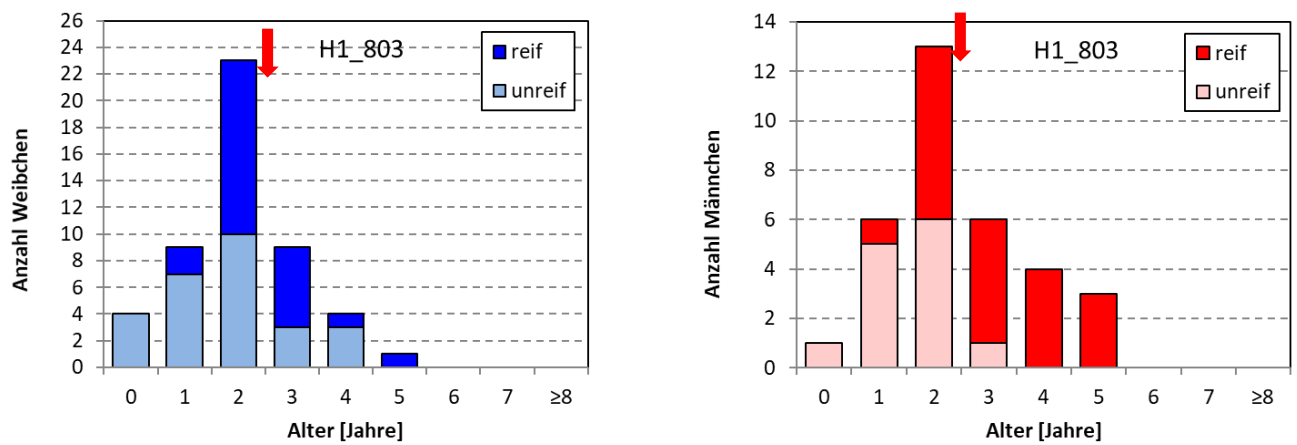 Anzahl Weibchen
26
24
22
20
18
16
14
12
10
8
6
4
2
0
H1_803
reif
unreif
0 1 2 3 4 5 6 7 ≥8
Alter [Jahre]
Anzahl Männchen
14
12
10
8
6
4
2
0
H1_803
reif
unreif
0 1 2 3 4 5 6 7 ≥8
Alter [Jahre]